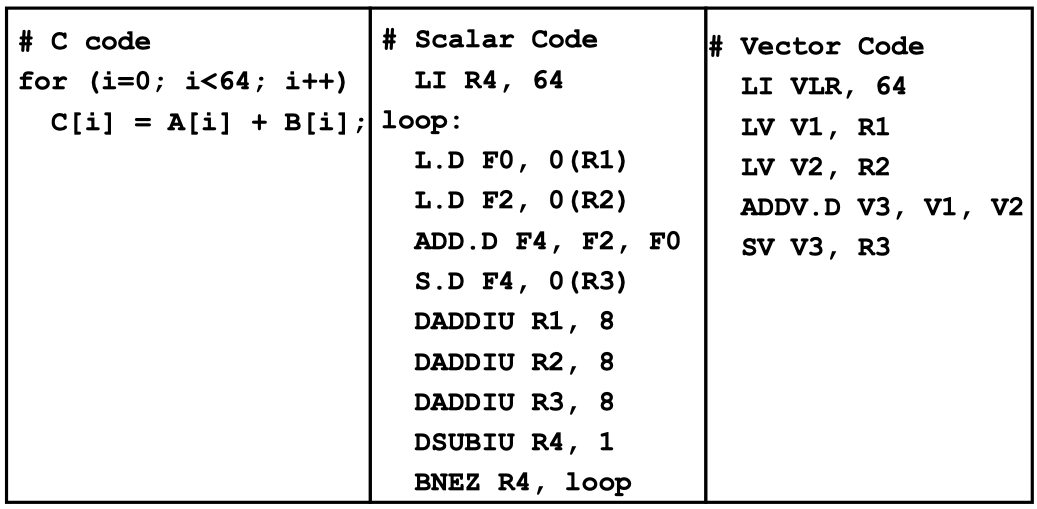 # C code
for (i=0; i<64; i++)
  C[i] = A[i] + B[i];
# Scalar Code
  LI R4, 64
loop:
  L.D F0, 0(R1)
  L.D F2, 0(R2)
  ADD.D F4, F2, F0
  S.D F4, 0(R3)
  DADDIU R1, 8
  DADDIU R2, 8
  DADDIU R3, 8
  DSUBIU R4, 1
  BNEZ R4, loop
# Vector Code
  LI VLR, 64
  LV V1, R1
  LV V2, R2
  ADDV.D V3, V1, V2
  SV V3, R3